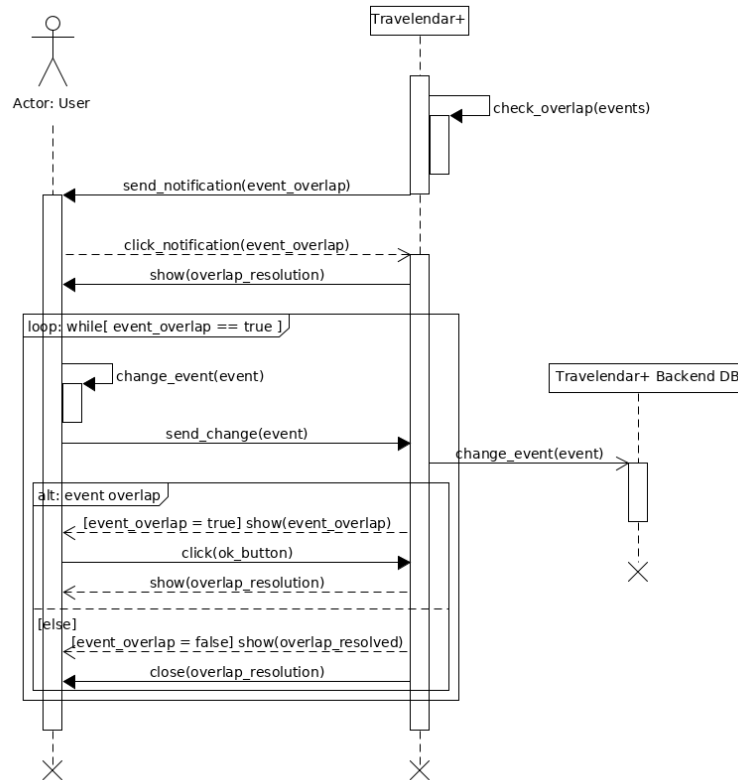 Travelendar+
Actor: User
check_overlap(events)
send_notification(event_overlap)
click_notification(event_overlap)
show(overlap_resolution)
loop: while[ event_overlap == true ]
change_event(event)
Travelendar+ Backend DB
send_change(event)
change_event(event)
alt: event overlap
[event_overlap = true] show(event_overlap)
click(ok_button)
show(overlap_resolution)
[else]
[event_overlap = false] show(overlap_resolved)
close(overlap_resolution)